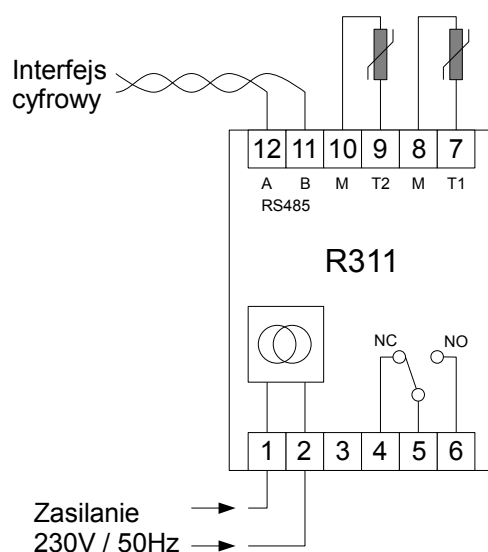 Interfejs
cyfrowy
12 11 10 9 8 7
A B M T2 M T1
RS485
R311
NC NO
1 2 3 4 5 6
Zasilanie
230V / 50Hz